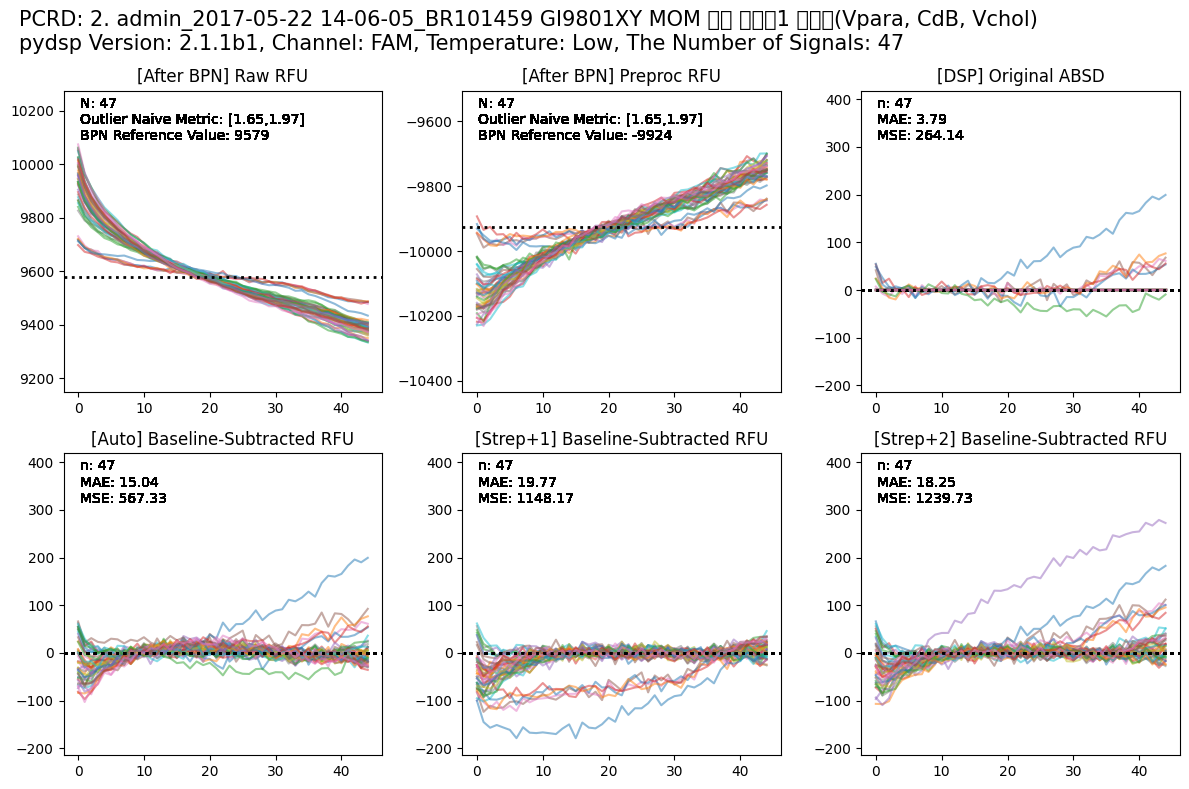 PCRD: 2. admin_2017-05-22 14-06-05_BR101459 GI9801XY MOM 1 (Vpara, CdB, Vchol)
pydsp Version: 2.1.1b1, Channel: FAM, Temperature: Low, The Number of Signals: 47
[After BPN] Raw RFU
N: 47
Outlier Naive Metric: [1.65,1.97]
BPN Reference Value: 9579
10200
10000
9800
9600
9400
9200
0 10 20 30 40
[After BPN] Preproc RFU
N: 47
Outlier Naive Metric: [1.65,1.97]
BPN Reference Value: -9924
−9600
−9800
−10000
−10200
−10400
0 10 20 30 40
[DSP] Original ABSD
n: 47
MAE: 3.79
MSE: 264.14
400
300
200
100
0
−100
−200
0 10 20 30 40
[Auto] Baseline-Subtracted RFU
n: 47
MAE: 15.04
MSE: 567.33
400
300
200
100
0
−100
−200
0 10 20 30 40
[Strep+1] Baseline-Subtracted RFU
n: 47
MAE: 19.77
MSE: 1148.17
400
300
200
100
0
−100
−200
0 10 20 30 40
[Strep+2] Baseline-Subtracted RFU
n: 47
MAE: 18.25
MSE: 1239.73
400
300
200
100
0
−100
−200
0 10 20 30 40